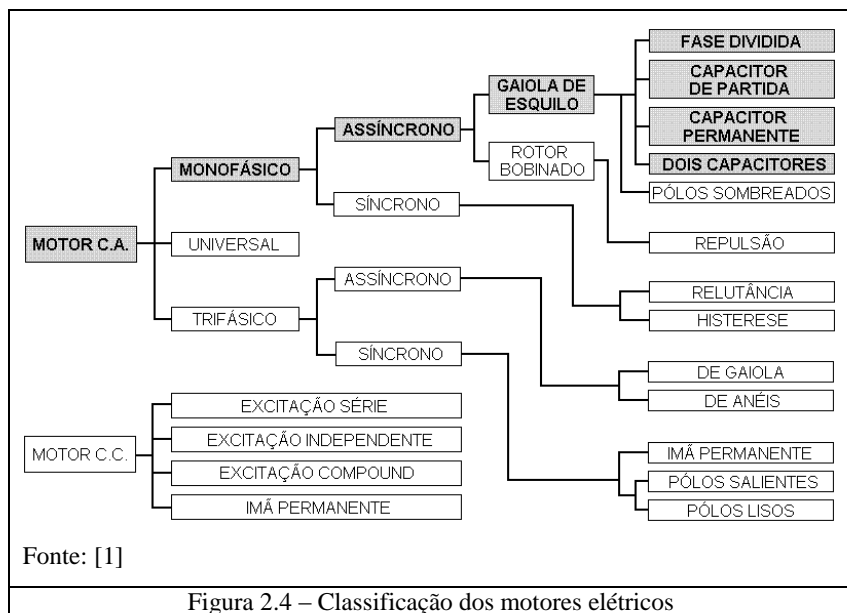 FASE DIVIDIDA
CAPACITOR
DE PARTIDA
GAIOLA DE
ESQUILO
CAPACITOR
PERMANENTE
ASSÍNCRONO
DOIS CAPACITORES
ROTOR
BOBINADO
MONOFÁSICO
PÓLOS SOMBREADOS
SÍNCRONO
MOTOR C.A.
UNIVERSAL
REPULSÃO
ASSÍNCRONO
RELUTÂNCIA
TRIFÁSICO
HISTERESE
SÍNCRONO
DE GAIOLA
DE ANÉIS
EXCITAÇÃO SÉRIE
EXCITAÇÃO INDEPENDENTE
MOTOR C.C.
IMÃ PERMANENTE
EXCITAÇÃO COMPOUND
PÓLOS SALIENTES
IMÃ PERMANENTE
PÓLOS LISOS
Fonte: [1]
Figura 2.4 – Classificação dos motores elétricos